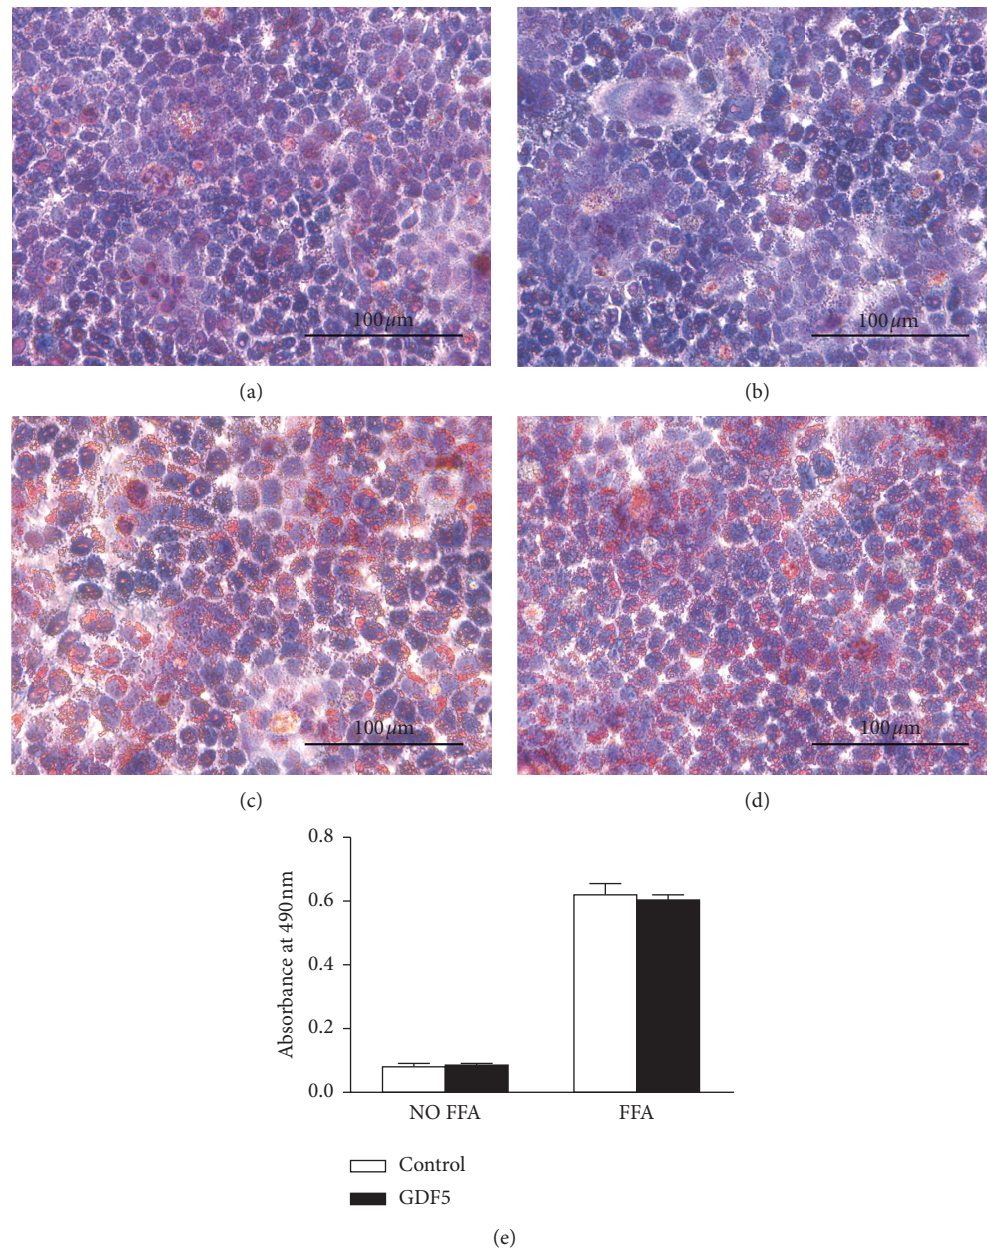 100 μm
100 μm
(a)
(b)
100 μm
100 μm
(c)
(d)
0.8
0.6
0.4
0.2
0.0
Absorbance at 490 nm
NO FFA
FFA
Control
GDF5
(e)